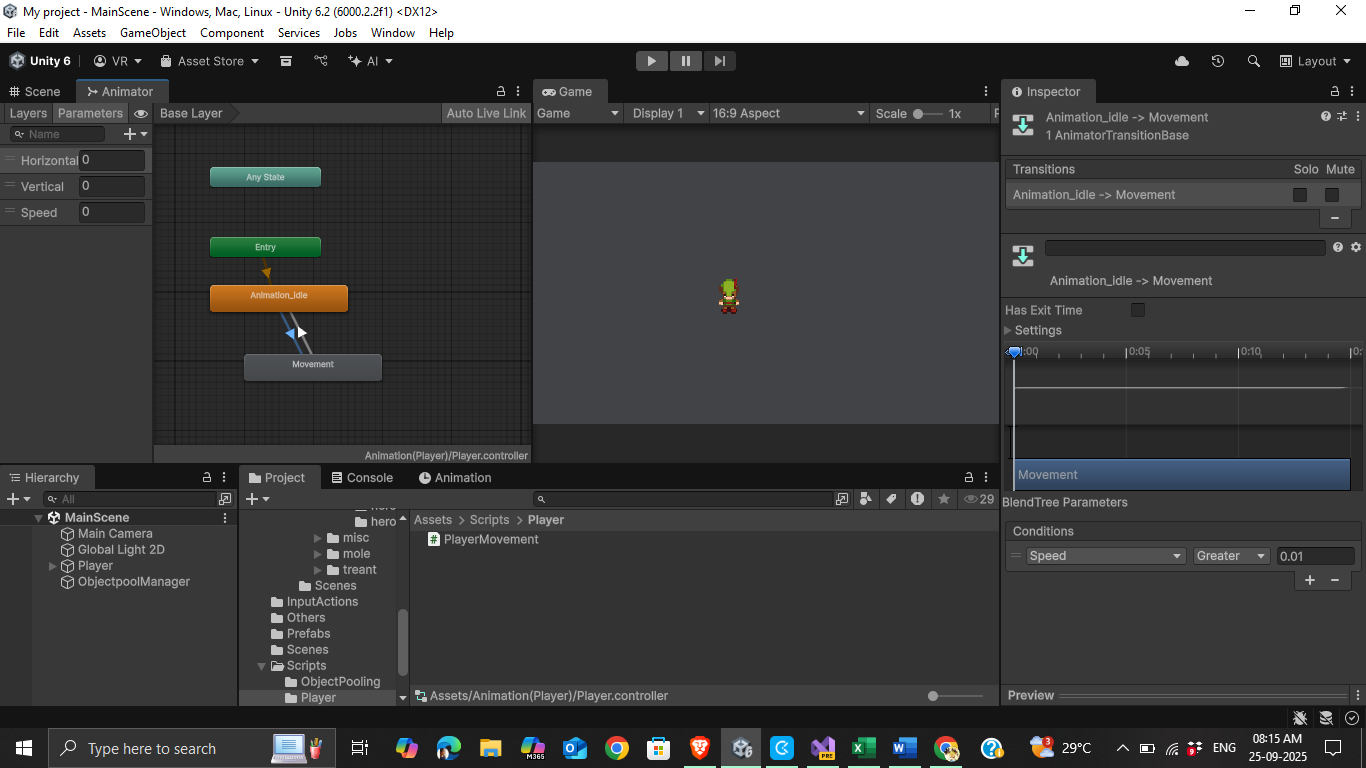 My project - MainScene - Windows, Mac, Linux - Unity 6.2 (6000.2.2f1) <DX12>
File Edit Assets GameObject Component Services Jobs Window Help
Unity 6 VR Asset Store AI Layout
Scene Animator
Layers Parameters Base Layer Auto Live Link
Name
Horizontal 0
Vertical 0
Speed 0
Any State
Entry
Animation_idle
Movement
Animation(Player)/Player.controller
Game
Game Display 1 16:9 Aspect Scale 1x
Inspector
Animation_idle -> Movement
1 AnimatorTransitionBase
Transitions Solo Mute
Animation_idle -> Movement
Animation_idle -> Movement
Has Exit Time
Settings
:00 0:05 0:10 0:
Movement
BlendTree Parameters
Conditions
Speed Greater 0.01
Preview
Hierarchy
All
MainScene
Main Camera
Global Light 2D
Player
ObjectpoolManager
Project Console Animation
29
hero
misc
mole
treant
Scenes
InputActions
Others
Prefabs
Scenes
Scripts
ObjectPooling
Player
Assets > Scripts > Player
PlayerMovement
Assets/Animation(Player)/Player.controller
Type here to search
M365
PRE
3
29°C
ENG
08:15 AM
25-09-2025